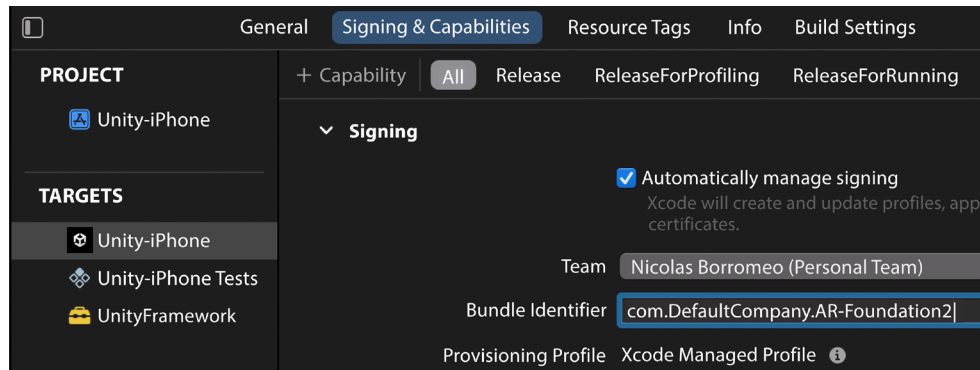 General Signing & Capabilities Resource Tags Info Build Settings
PROJECT
Unity-iPhone
TARGETS
Unity-iPhone
Unity-iPhone Tests
UnityFramework
+ Capability All Release ReleaseForProfiling ReleaseForRunning
Signing
Automatically manage signing
Xcode will create and update profiles, app
certificates.
Team Nicolas Borromeo (Personal Team)
Bundle Identifier com.DefaultCompany.AR-Foundation2
Provisioning Profile Xcode Managed Profile